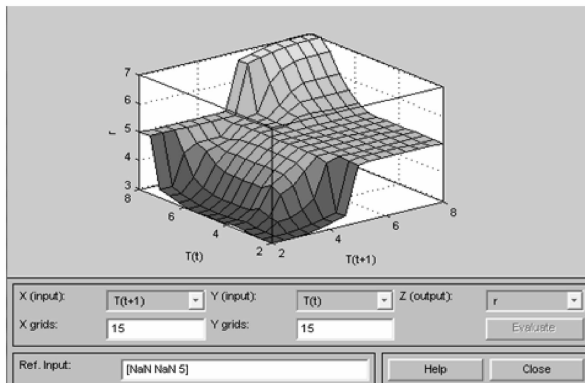 7
6
5
4
3
r
8
6
4
2
T(t)
2
4
6
8
T(t+1)
X (input): T(t+1) Y (input): T(t) Z (output): r
X grids: 15 Y grids: 15 Evaluate
Ref. Input: [NaN NaN 5] Help Close